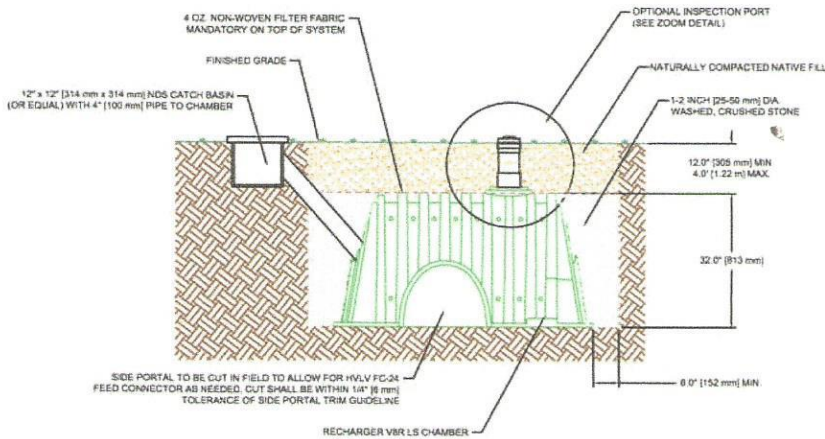 4 OZ. NON-WOVEN FILTER FABRIC
MANDATORY ON TOP OF SYSTEM
OPTIONAL INSPECTION PORT
(SEE ZOOM DETAIL)
FINISHED GRADE
NATURALLY COMPACTED NATIVE FILL
12" x 12" [314 mm x 314 mm] NDS CATCH BASIN
(OR EQUAL) WITH 4" [100 mm] PIPE TO CHAMBER
1-2 INCH [25-50 mm] DIA.
WASHED, CRUSHED STONE
12.0" [305 mm] MIN
4.0' [1.22 m] MAX.
32.0" [813 mm]
SIDE PORTAL TO BE CUT IN FIELD TO ALLOW FOR HVLV FC-24
FEED CONNECTOR AS NEEDED. CUT SHALL BE WITHIN 1/4" [6 mm]
TOLERANCE OF SIDE PORTAL TRIM GUIDELINE
6.0" [152 mm] MIN.
RECHARGER V8R LS CHAMBER